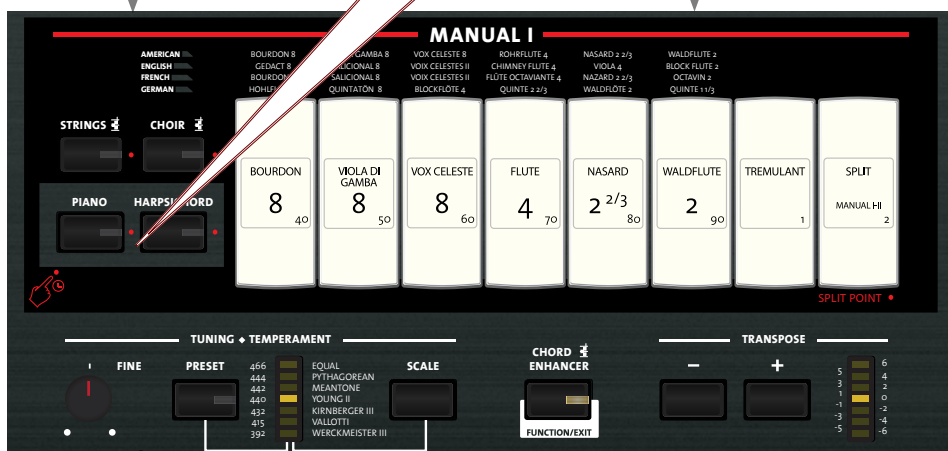 MANUAL I
AMERICAN
ENGLISH
FRENCH
GERMAN
BOURDON 8
GEDACT 8
BOURDON
HOHLFL
GAMBA 8
SALICIONAL 8
QUINTATÖN 8
VOX CELESTE 8
VOIX CELESTES II
VOIX CELESTES II
BLOCKFLÖTE 4
ROHRFLUTE 4
CHIMNEY FLUTE 4
FLÛTE OCTAVIANTE 4
QUINTE 2 2/3
NASARD 2 2/3
VIOLA 4
NAZARD 2 2/3
WALDFLÖTE 2
WALDFLUTE 2
BLOCK FLUTE 2
OCTAVIN 2
QUINTE 1 1/3
STRINGS
CHOIR
PIANO
HARPSICHORD
BOURDON
8
40
VIOLA DI
GAMBA
8
50
VOX CELESTE
8
60
FLUTE
4
70
NASARD
2 2/3
80
WALDFLUTE
2
90
TREMULANT
1
SPLIT
MANUAL I-II
2
SPLIT POINT
TUNING ◆ TEMPERAMENT
FINE
PRESET
466
444
442
440
432
415
392
EQUAL
PYTHAGOREAN
MEANTONE
YOUNG II
KIRNBERGER III
VALLOTTI
WERCKMEISTER III
SCALE
CHORD
ENHANCER
FUNCTION/EXIT
TRANSPOSE
−
+
5
3
1
-1
-3
-5
6
4
2
0
-2
-4
-6